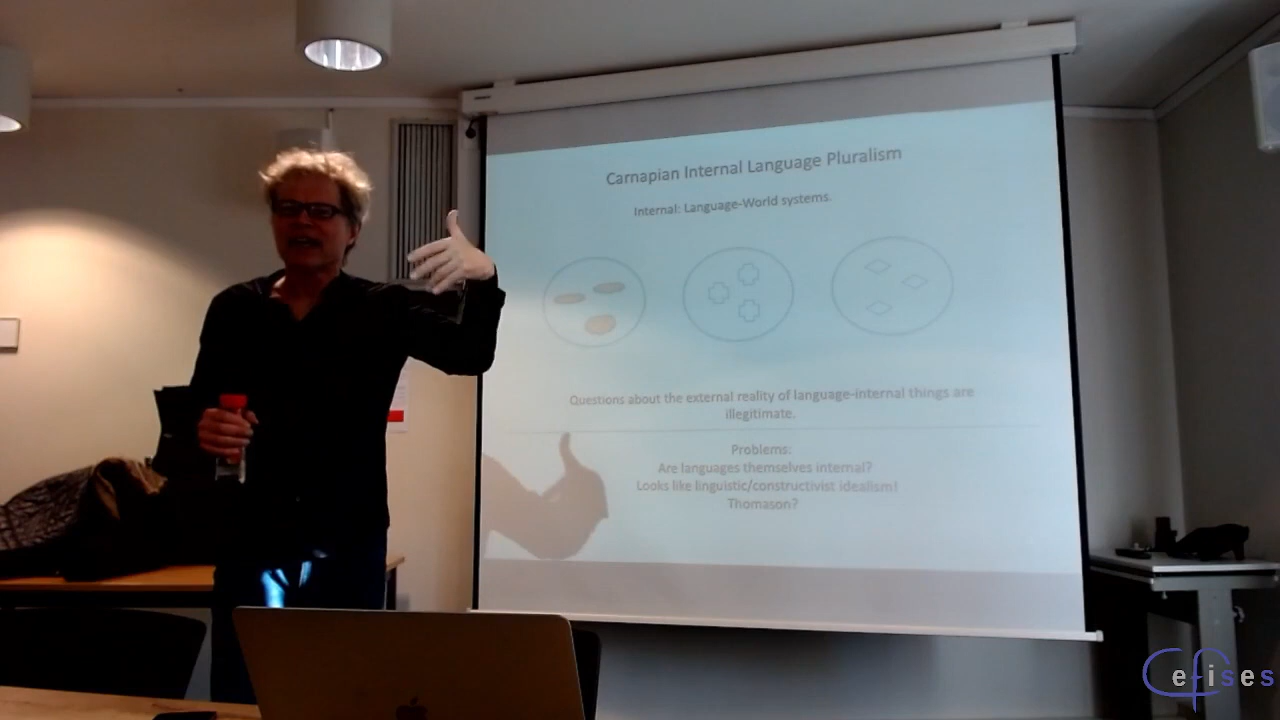 Carnapian Internal Language Pluralism
Internal: Language-World systems.
Questions about the external reality of language-internal things are
illegitimate.
Problems:
Are languages themselves internal?
Looks like linguistic/constructivist idealism!
Thomason?
Cefises